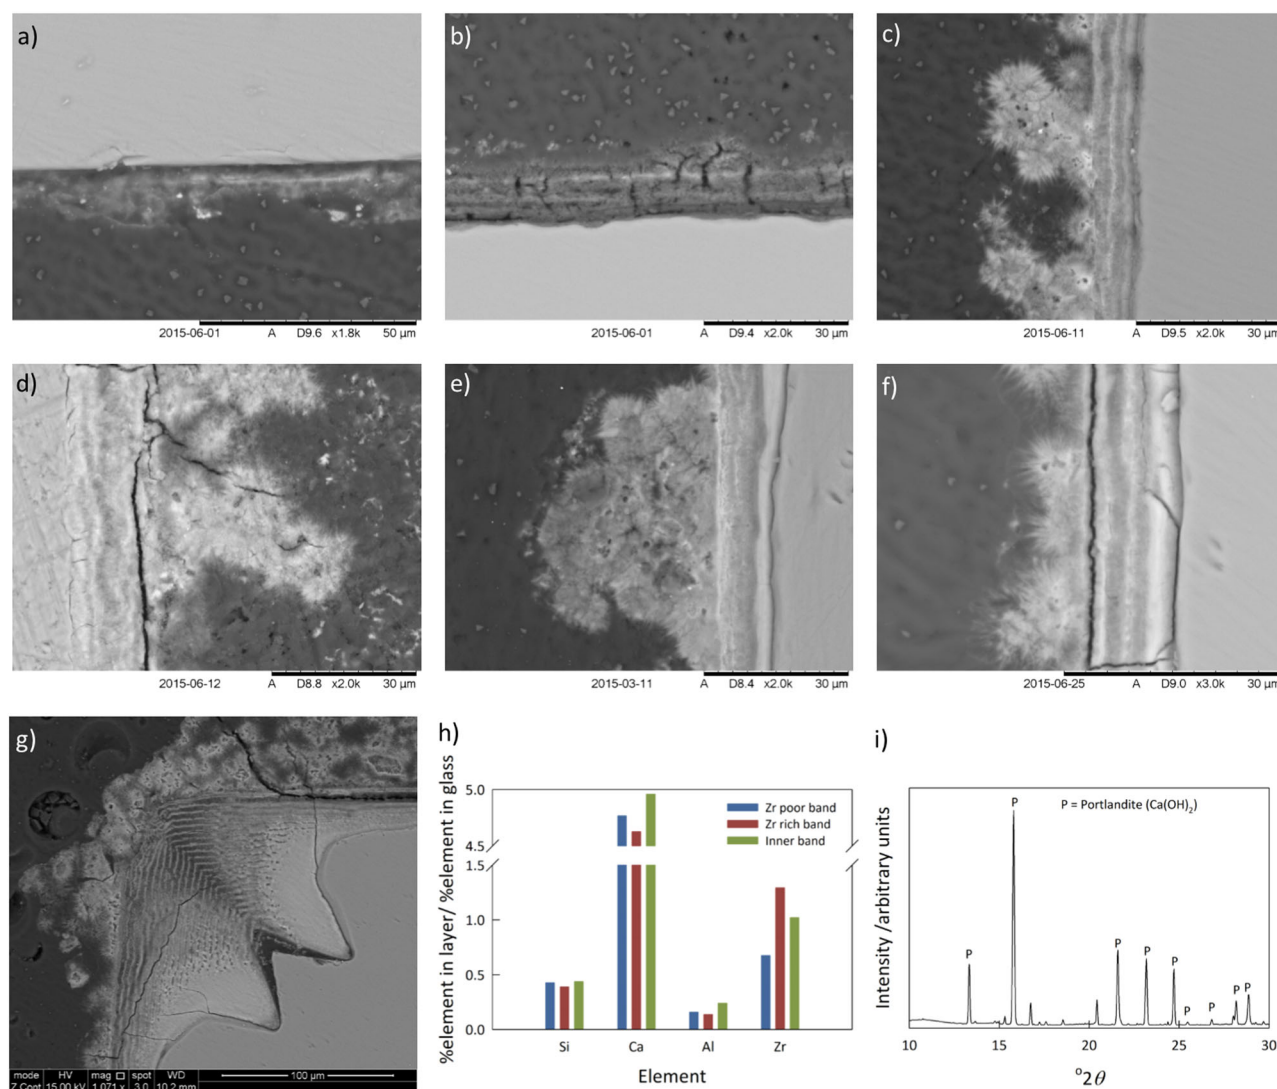 a)
b)
c)
2015-06-01 A D9.6 x1.8k 50 µm
2015-06-01 A D9.4 x2.0k 30 µm
2015-06-11 A D9.5 x2.0k 30 µm
d)
e)
f)
2015-06-12 A D8.8 x2.0k 30 µm
2015-03-11 A D8.4 x2.0k 30 µm
2015-06-25 A D9.0 x3.0k 30 µm
g)
mode HV mag □ spot WD
Z Cont 15.00 kV 1,071 x 3.0 10.2 mm
100 µm
h)
%element in layer/ %element in glass
5.0
4.5
1.5
1.0
0.5
0.0
Zr poor band
Zr rich band
Inner band
Si Ca Al Zr
Element
i)
Intensity /arbitrary units
P = Portlandite (Ca(OH)₂)
P
P
P
P
P
P
P
P
P
10 15 20 25 30
°2θ